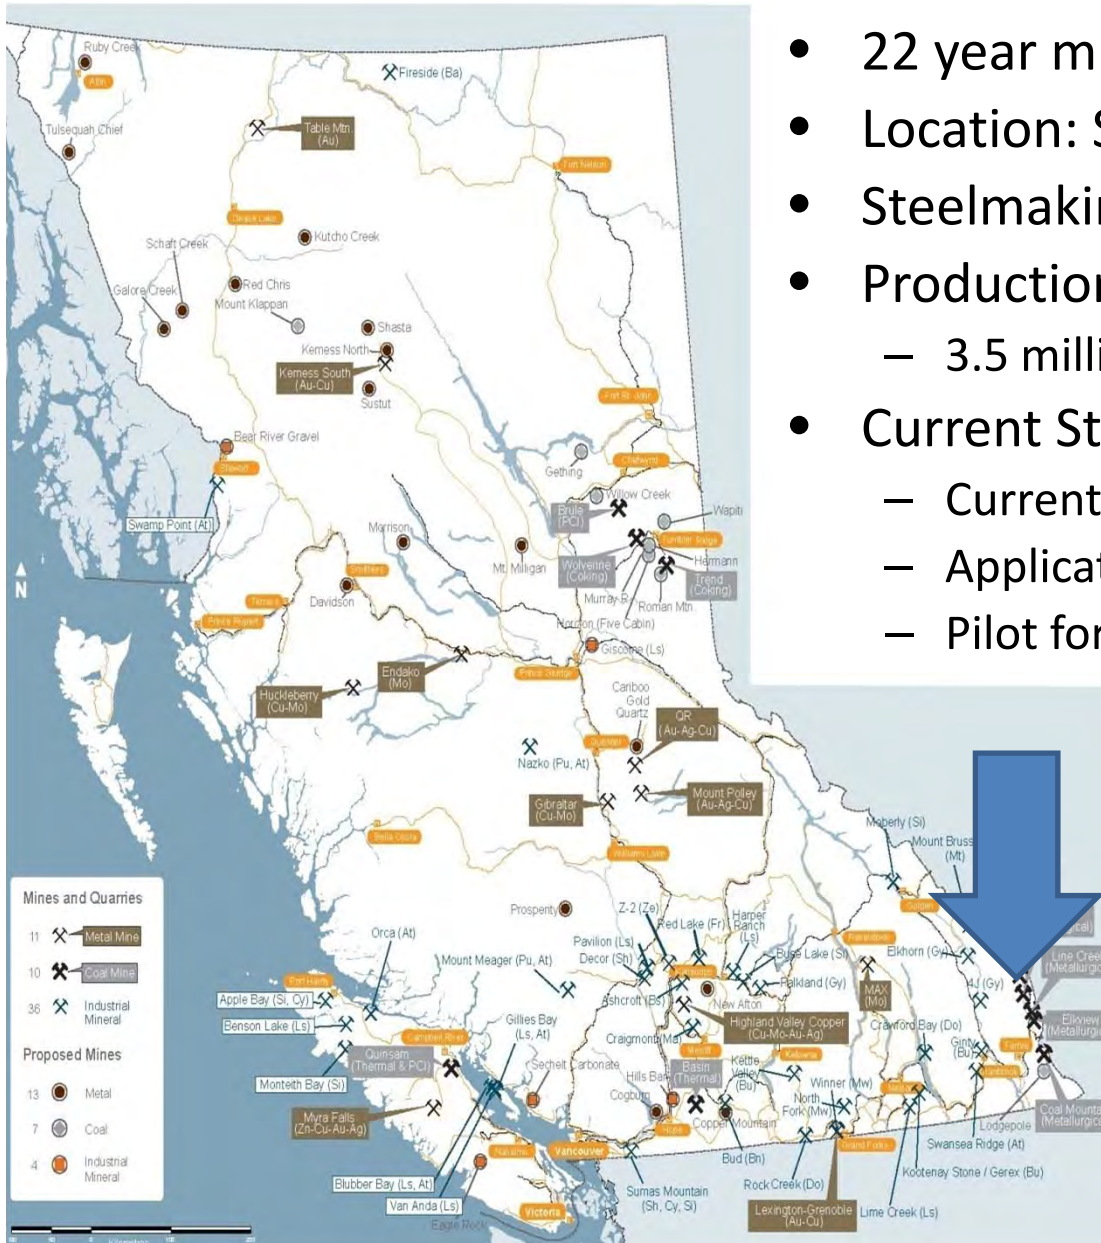 • 22 year m
• Location: S
• Steelmakin
• Production
– 3.5 milli
• Current St
– Current
– Applicat
– Pilot for
Ruby Creek
Atlin
Fireside (Ba)
Tulsequah Chief
Table Mtn.
(Au)
Fort Nelson
Dease Lake
Kutcho Creek
Schaft Creek
Red Chris
Galore Creek
Mount Klappan
Shasta
Kemess North
Kemess South
(Au-Cu)
Sustut
Fort St. John
Bear River Gravel
Stewart
Chetwynd
Gething
Willow Creek
Swamp Point (At)
Brule
(PCI)
Wapiti
Morrison
Tumbler Ridge
Mt. Milligan
Wolverine
(Coking)
Hermann
Trend
(Coking)
N
Smithers
Davidson
Murray R.
Roman Mtn.
Terrace
Prince Rupert
Horizon (Five Cabin)
Giscome (Ls)
Endako
(Mo)
Prince George
Huckleberry
(Cu-Mo)
Cariboo
Gold
Quartz
QR
(Au-Ag-Cu)
Quesnel
Nazko (Pu, At)
Gibraltar
(Cu-Mo)
Mount Polley
(Au-Ag-Cu)
Bella Coola
Williams Lake
Moberly (Si)
Mount Bruss
(Mt)
Golden
Mines and Quarries
11 Metal Mine
10 Coal Mine
36 Industrial
Mineral
Proposed Mines
13 Metal
7 Coal
4 Industrial
Mineral
Prosperity
Z-2 (Ze)
Red Lake (Fr)
Harper
Ranch
(Ls)
Orca (At)
Pavilion (Ls)
Decor (Sh)
Buse Lake (Si)
Revelstoke
Elkhorn (Gy)
gical)
Mount Meager (Pu, At)
Kamloops
Line Creek
(Metallurgic
Port Hardy
Apple Bay (Si, Cy)
Ashcroft (Bs)
Falkland (Gy)
MAX
(Mo)
4J (Gy)
New Afton
Benson Lake (Ls)
Gillies Bay
(Ls, At)
Highland Valley Copper
(Cu-Mo-Au-Ag)
Crawford Bay (Do)
Elkview
(Metallurgic
Campbell River
Craigmont (Ma)
Merritt
Kelowna
Ginty
(Bu)
Fernie
Quinsam
(Thermal & PCI)
Sechelt Carbonate
Basin
(Thermal)
Kettle
Valley
(Bu)
Cranbrook
Monteith Bay (Si)
Hills Bar
Winner (Mw)
Nelson
Cogburn
North
Fork (Mw)
Myra Falls
(Zn-Cu-Au-Ag)
Copper Mountain
Lodgepole
Coal Mounta
(Metallurgic
Hope
Grand Forks
Swansea Ridge (At)
Nanaimo
Vancouver
Bud (Bn)
Blubber Bay (Ls, At)
Van Anda (Ls)
Sumas Mountain
(Sh, Cy, Si)
Rock Creek (Do)
Kootenay Stone / Gerex (Bu)
Lexington-Grenoble
(Au-Cu)
Lime Creek (Ls)
Victoria
Eagle Rock